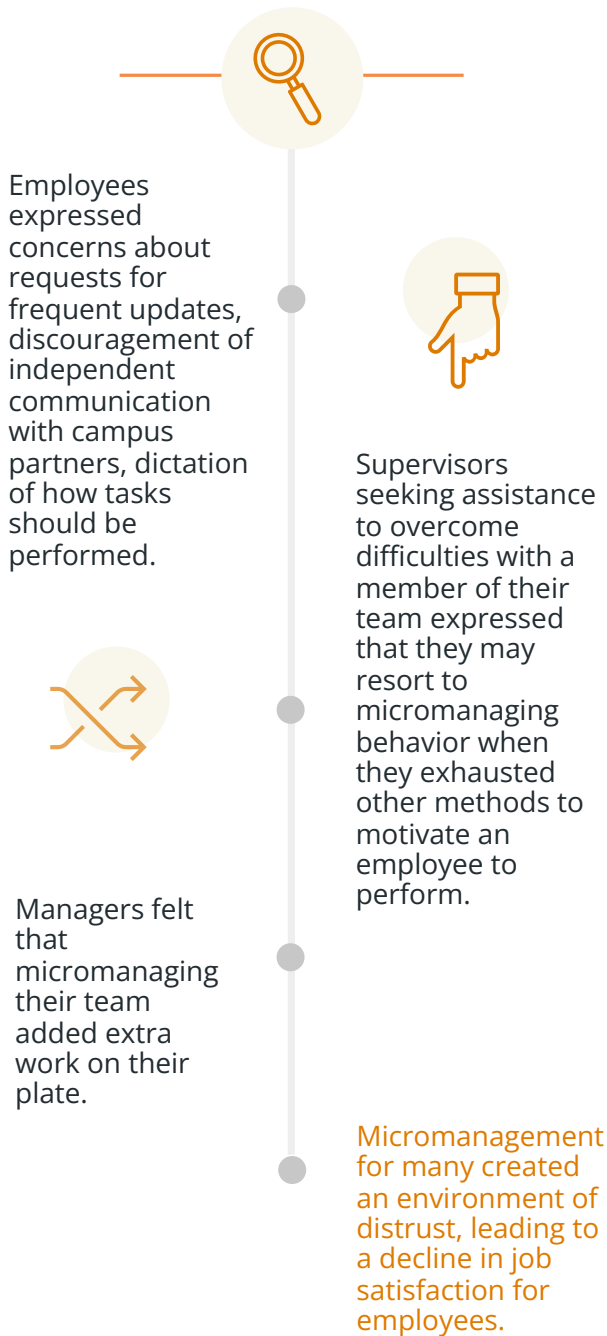 Employees
expressed
concerns about
requests for
frequent updates,
discouragement of
independent
communication
with campus
partners, dictation
of how tasks
should be
performed.
Supervisors
seeking assistance
to overcome
difficulties with a
member of their
team expressed
that they may
resort to
micromanaging
behavior when
they exhausted
other methods to
motivate an
employee to
perform.
Managers felt
that
micromanaging
their team
added extra
work on their
plate.
Micromanagement
for many created
an environment of
distrust, leading to
a decline in job
satisfaction for
employees.